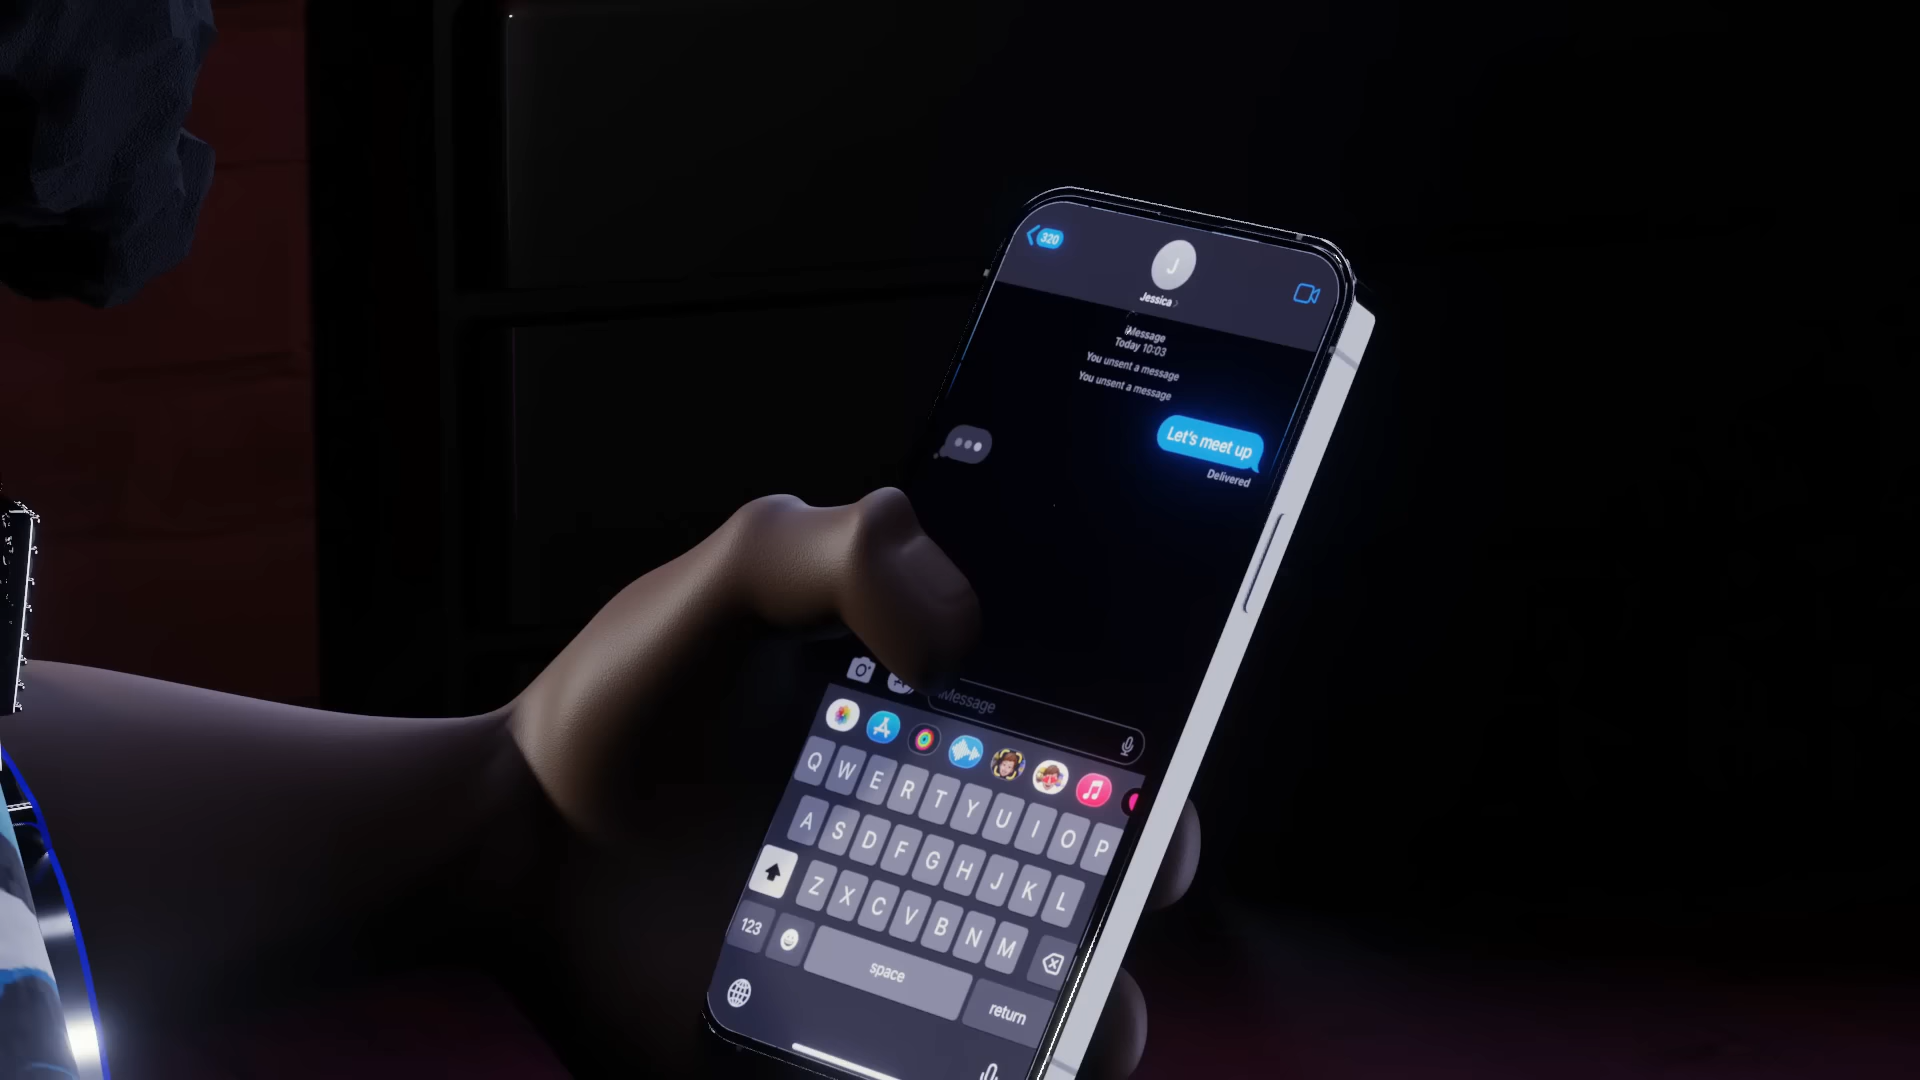 320
J
Jessica
iMessage
Today 10:03
You unsent a message
You unsent a message
Let's meet up
Delivered
iMessage
Q W E R T Y U I O P
A S D F G H J K L
Z X C V B N M
123
space
return